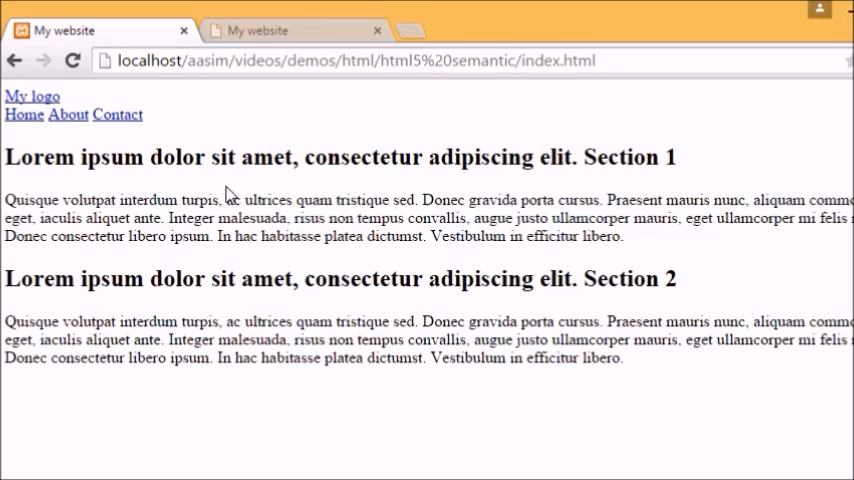 My website
My website
localhost/aasim/videos/demos/html/html5%20semantic/index.html
My logo
Home About Contact
Lorem ipsum dolor sit amet, consectetur adipiscing elit. Section 1
Quisque volutpat interdum turpis, ac ultrices quam tristique sed. Donec gravida porta cursus. Praesent mauris nunc, aliquam
eget, iaculis aliquet ante. Integer malesuada, risus non tempus convallis, augue justo ullamcorper mauris, eget ullamcorper mi felis
Donec consectetur libero ipsum. In hac habitasse platea dictumst. Vestibulum in efficitur libero.
Lorem ipsum dolor sit amet, consectetur adipiscing elit. Section 2
Quisque volutpat interdum turpis, ac ultrices quam tristique sed. Donec gravida porta cursus. Praesent mauris nunc, aliquam
eget, iaculis aliquet ante. Integer malesuada, risus non tempus convallis, augue justo ullamcorper mauris, eget ullamcorper mi felis
Donec consectetur libero ipsum. In hac habitasse platea dictumst. Vestibulum in efficitur libero.